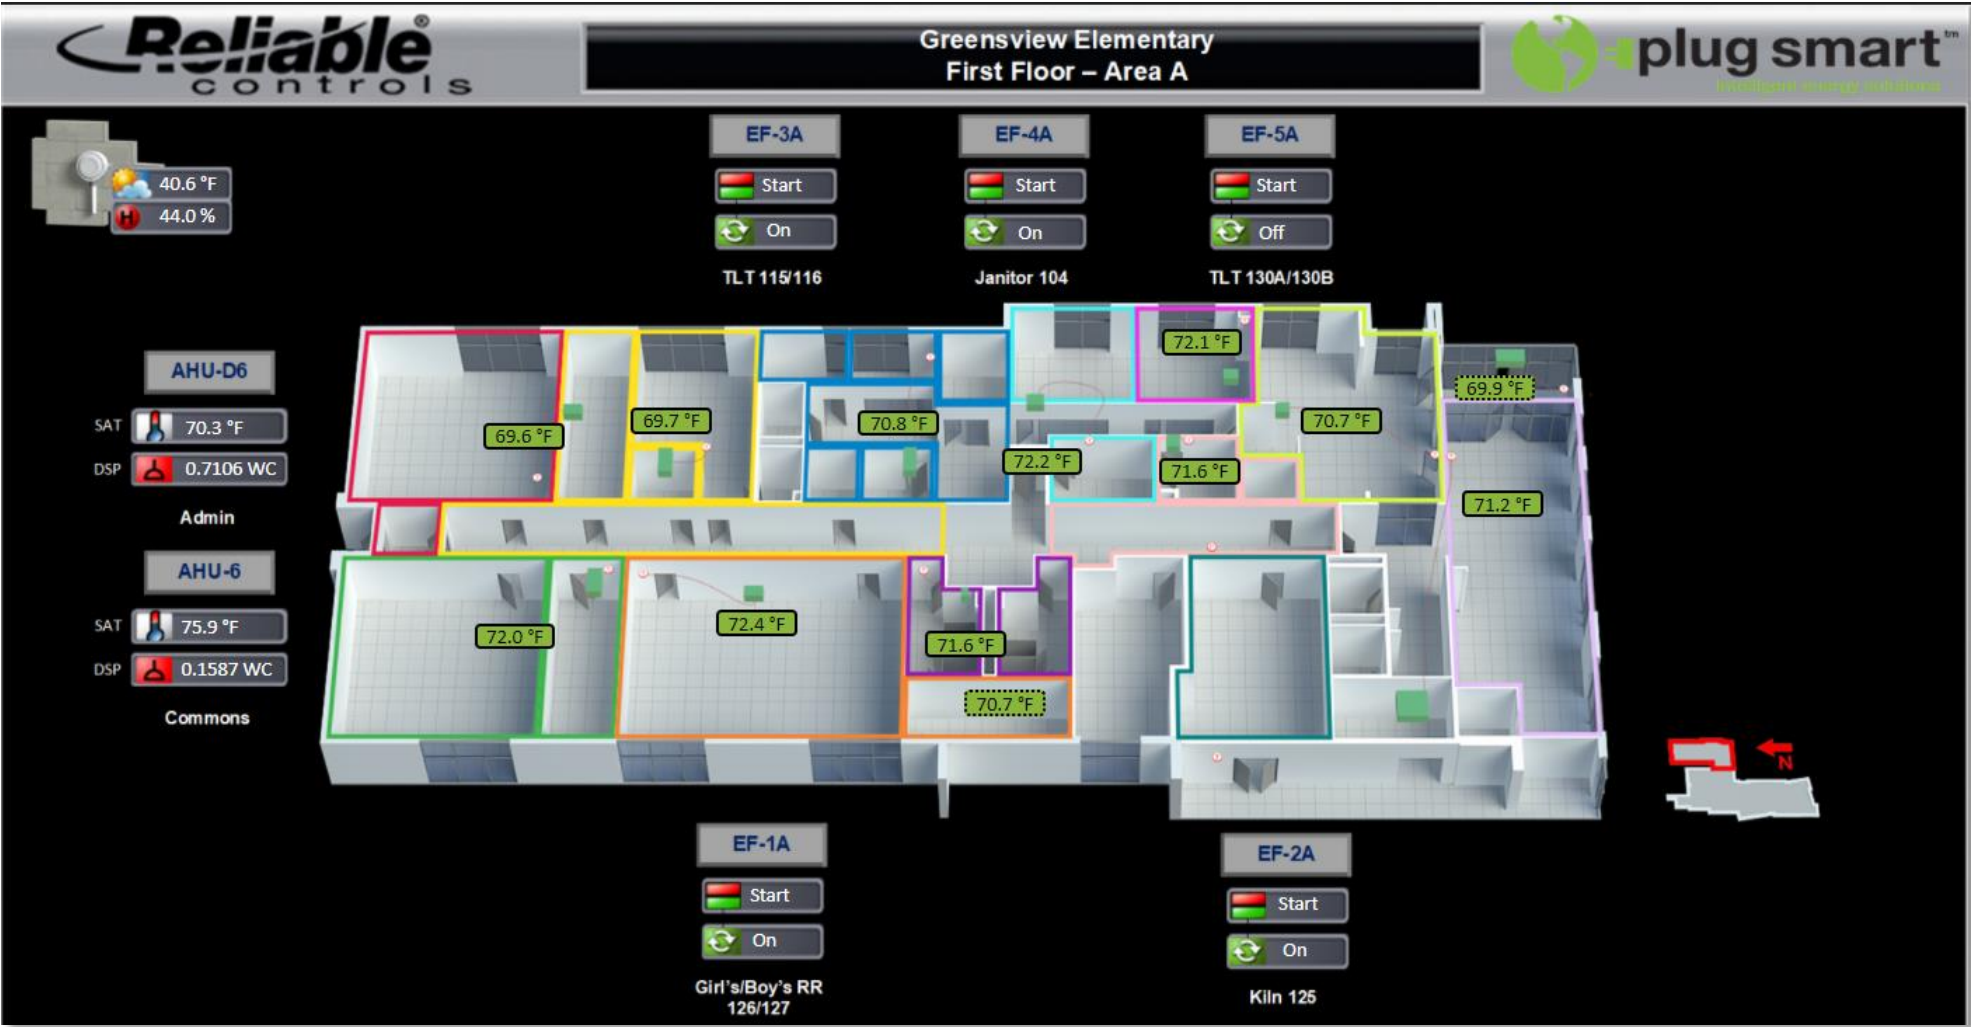 Reliable®
controls
Greensview Elementary
First Floor – Area A
plug smart™
intelligent energy solutions
40.6 °F
H
44.0 %
EF-3A
Start
On
TLT 115/116
EF-4A
Start
On
Janitor 104
EF-5A
Start
Off
TLT 130A/130B
AHU-D6
SAT
70.3 °F
DSP
0.7106 WC
Admin
AHU-6
SAT
75.9 °F
DSP
0.1587 WC
Commons
72.1 °F
69.9 °F
69.6 °F
69.7 °F
70.8 °F
70.7 °F
72.2 °F
71.6 °F
71.2 °F
72.0 °F
72.4 °F
71.6 °F
70.7 °F
N
EF-1A
Start
On
Girl's/Boy's RR
126/127
EF-2A
Start
On
Kiln 125